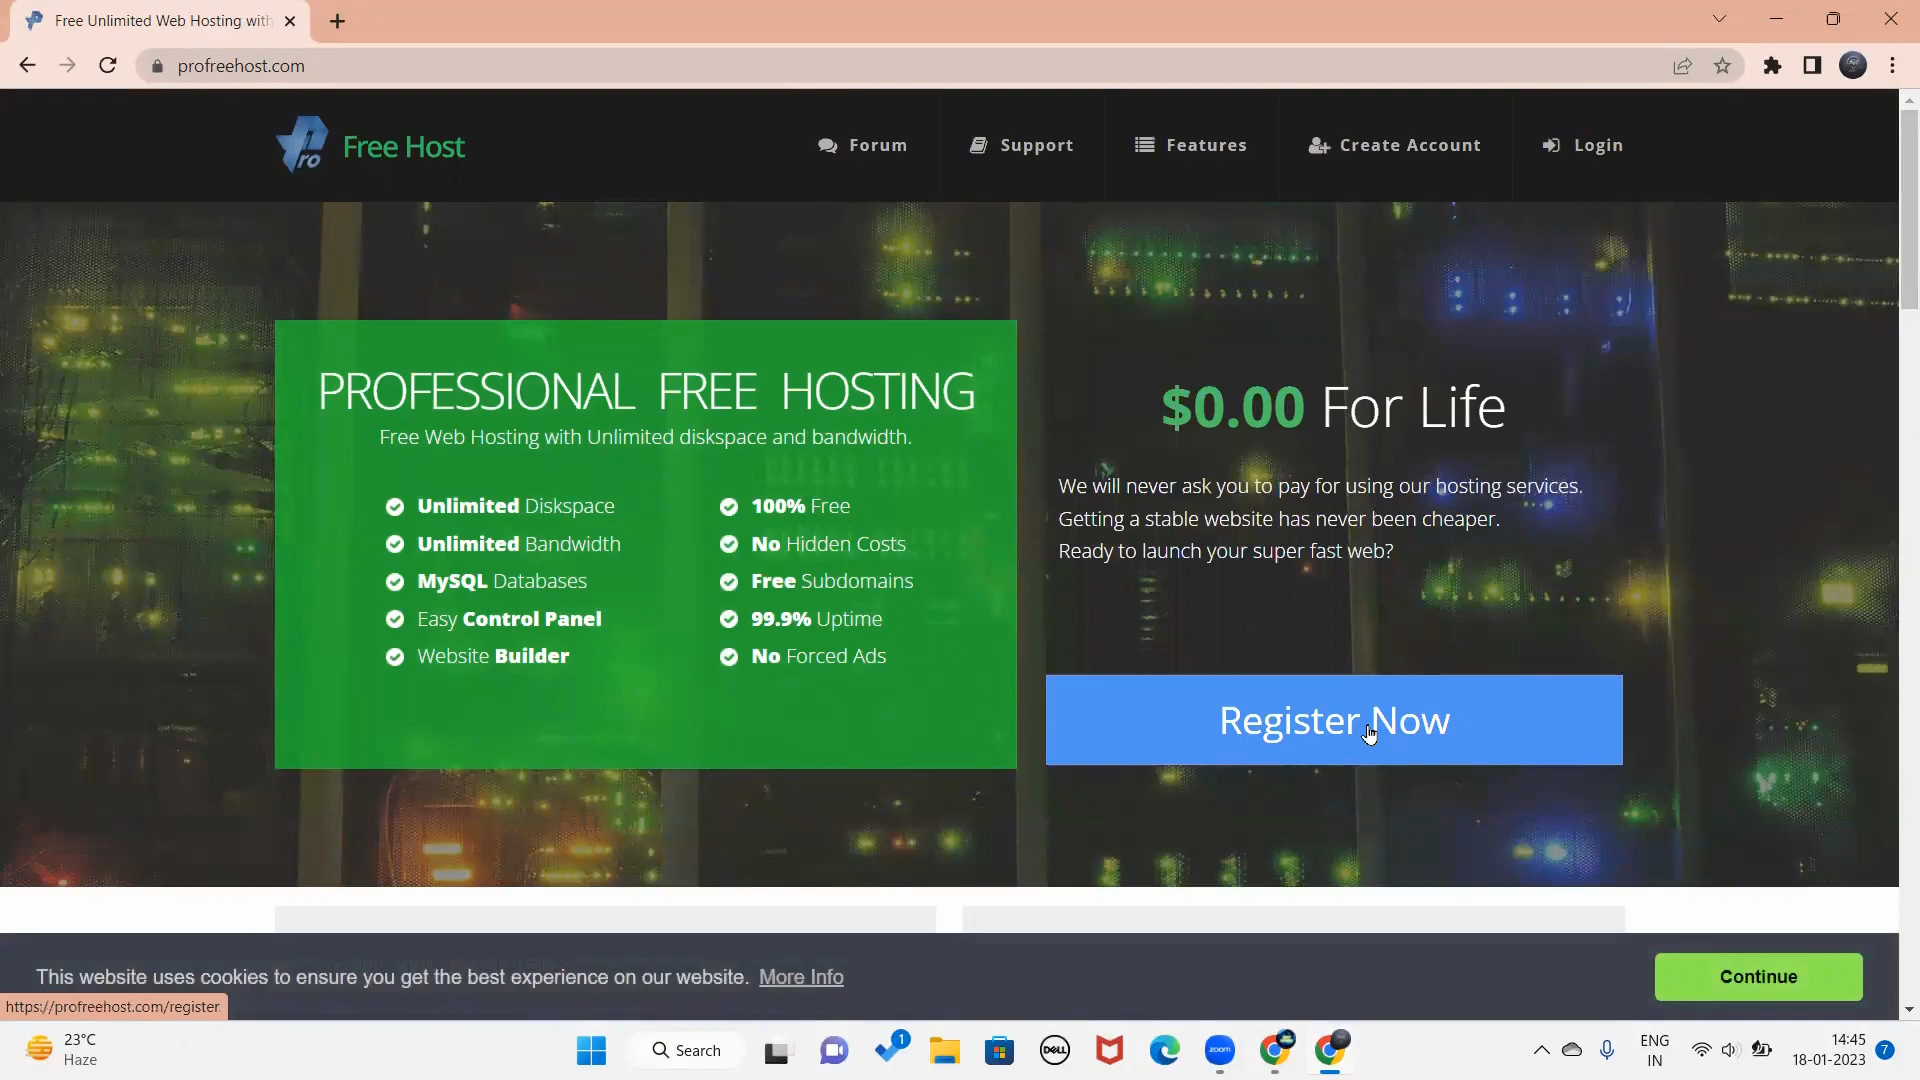 Free Unlimited Web Hosting with
profreehost.com
Pro Free Host
Forum
Support
Features
Create Account
Login
PROFESSIONAL FREE HOSTING
Free Web Hosting with Unlimited diskspace and bandwidth.
Unlimited Diskspace
Unlimited Bandwidth
MySQL Databases
Easy Control Panel
Website Builder
100% Free
No Hidden Costs
Free Subdomains
99.9% Uptime
No Forced Ads
$0.00 For Life
We will never ask you to pay for using our hosting services.
Getting a stable website has never been cheaper.
Ready to launch your super fast web?
Register Now
This website uses cookies to ensure you get the best experience on our website. More Info
Continue
https://profreehost.com/register
23°C
Haze
Search
1
DELL
zoom
ENG
IN
14:45
18-01-2023
7